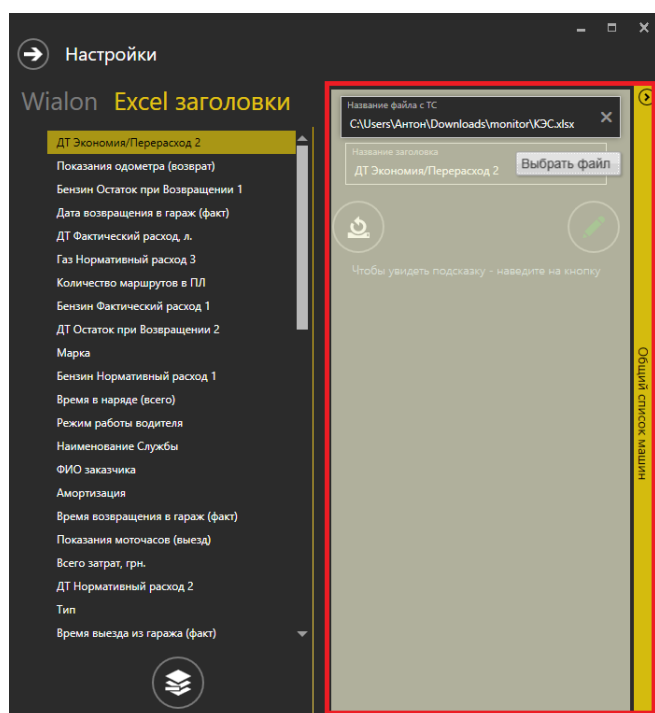 Настройки
Wialon Excel заголовки
ДТ Экономия/Перерасход 2
Показания одометра (возврат)
Бензин Остаток при Возвращении 1
Дата возвращения в гараж (факт)
ДТ Фактический расход, л.
Газ Нормативный расход 3
Количество маршрутов в ПЛ
Бензин Фактический расход 1
ДТ Остаток при Возвращении 2
Марка
Бензин Нормативный расход 1
Время в наряде (всего)
Режим работы водителя
Наименование Службы
ФИО заказчика
Амортизация
Время возвращения в гараж (факт)
Показания моточасов (выезд)
Всего затрат, грн.
ДТ Нормативный расход 2
Тип
Время выезда из гаража (факт)
Название файла с ТС
C:\Users\Антон\Downloads\monitor\КЭС.xlsx
Название заголовка
ДТ Экономия/Перерасход 2
Выбрать файл
Чтобы увидеть подсказку - наведите на кнопку
Общий список машин